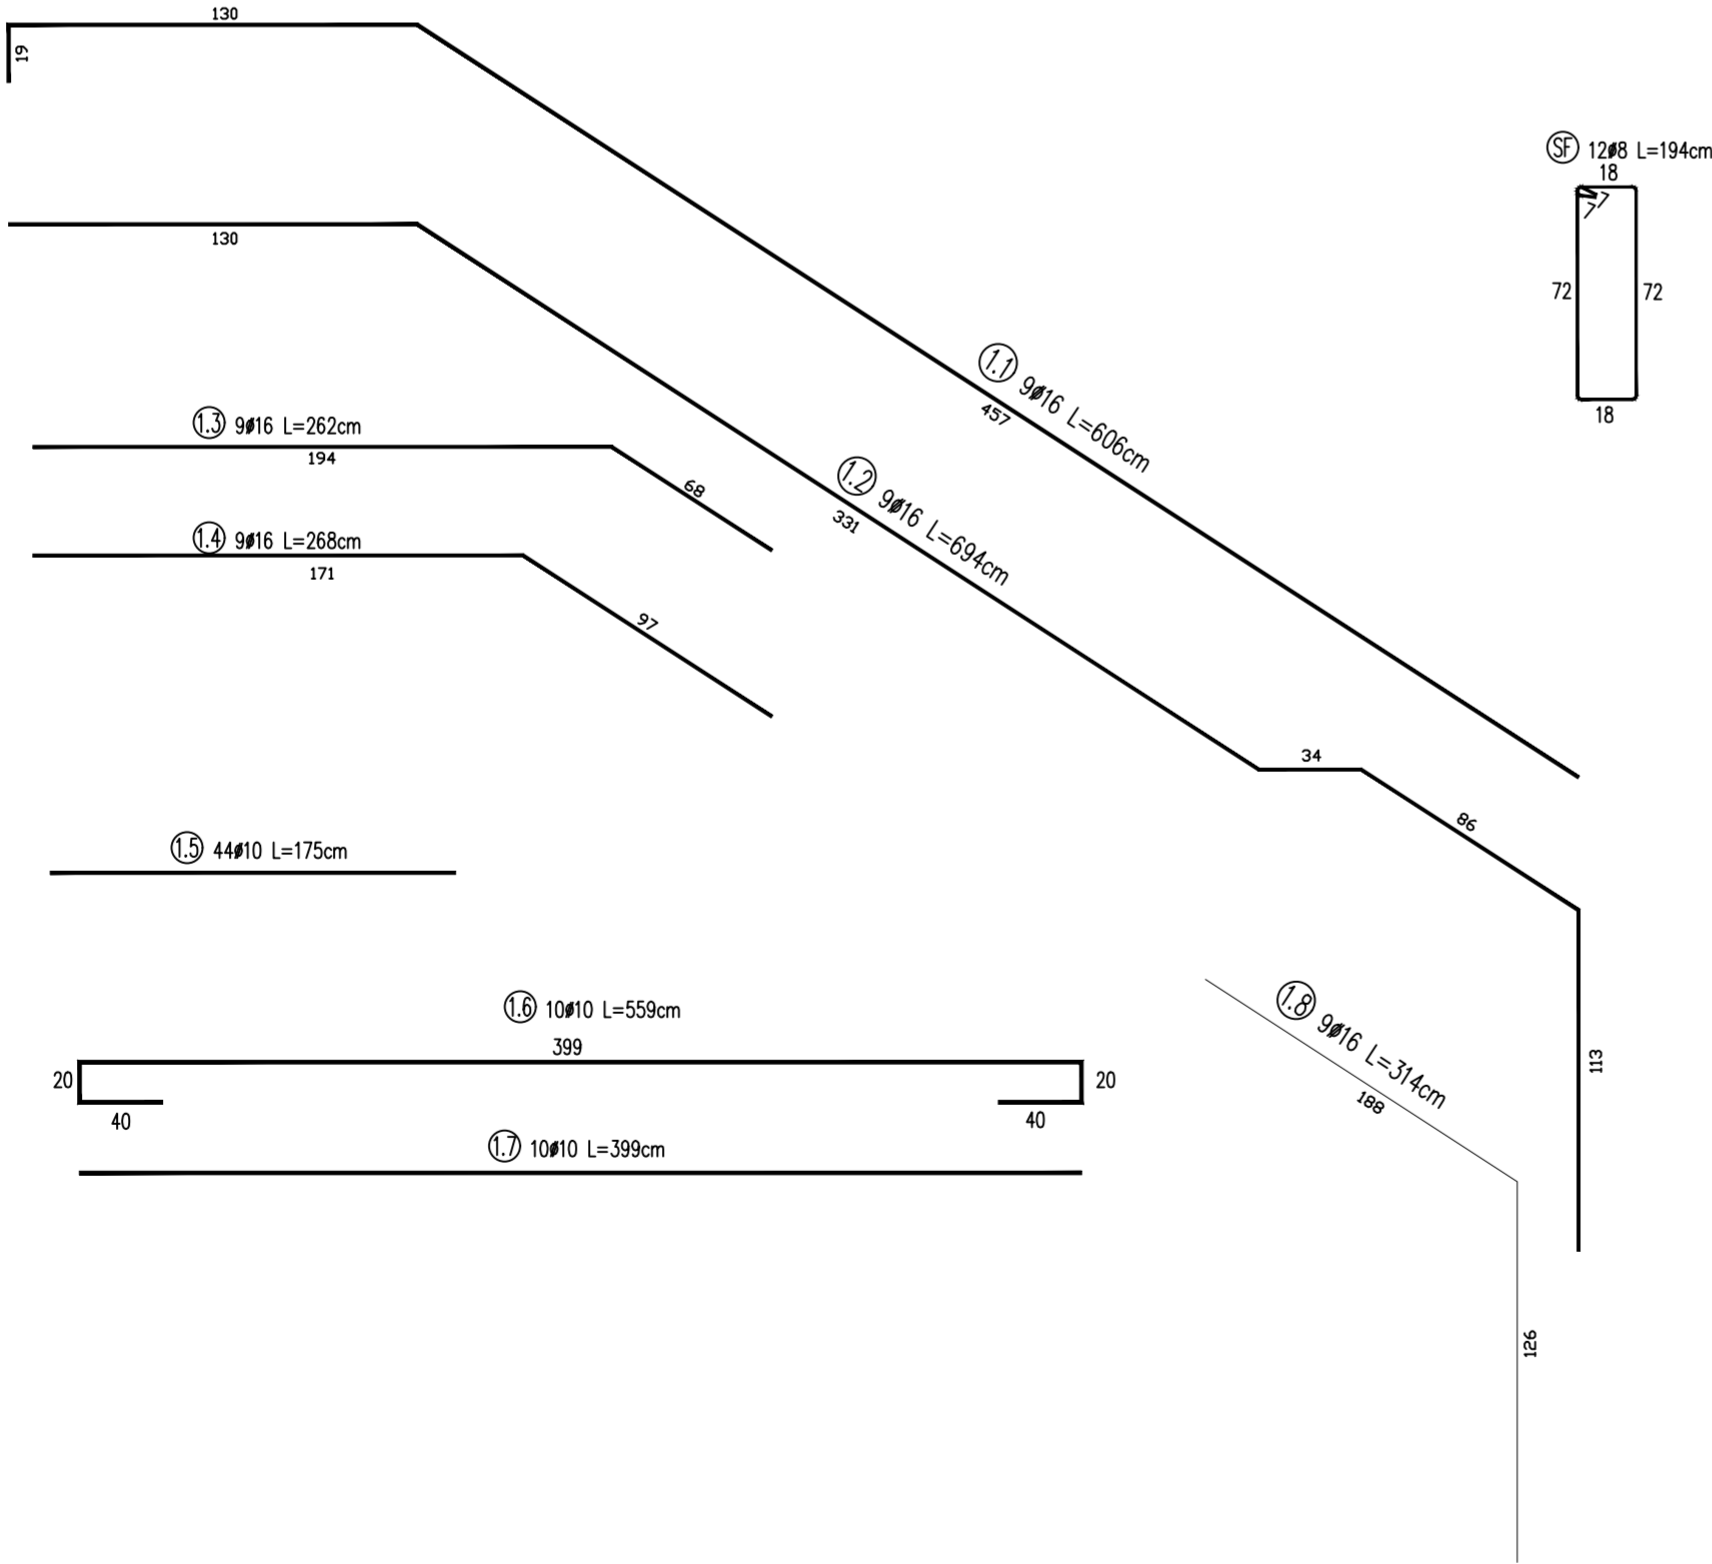 130
19
SF 12ø8 L=194cm
18
7
7
72
72
18
130
1.1 9ø16 L=606cm
457
1.2 9ø16 L=694cm
331
1.3 9ø16 L=262cm
194
68
1.4 9ø16 L=268cm
171
97
34
86
113
1.5 44ø10 L=175cm
1.6 10ø10 L=559cm
399
20
20
40
40
1.7 10ø10 L=399cm
1.8 9ø16 L=314cm
188
126